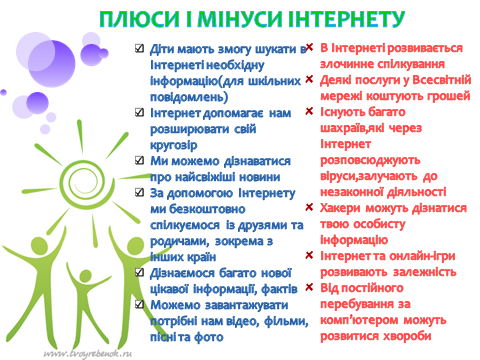 ПЛЮСИ І МІНУСИ ІНТЕРНЕТУ
Діти мають змогу шукати в
Інтернеті необхідну
інформацію(для шкільних
повідомлень)
Інтернет допомагає нам
розширювати свій
кругозір
Ми можемо дізнаватися
про найсвіжіші новини
За допомогою Інтернету
ми безкоштовно
спілкуємося із друзями та
родичами, зокрема з
інших країн
Дізнаємося багато нової
цікавої інформації, фактів
Можемо завантажувати
потрібні нам відео, фільми,
пісні та фото
В Інтернеті розвивається
злочинне спілкування
Деякі послуги у Всесвітній
мережі коштують грошей
Існують багато
шахраїв,які через
Інтернет
розповсюджують
віруси,залучають до
незаконної діяльності
Хакери можуть дізнатися
твою особисту
інформацію
Інтернет та онлайн-ігри
розвивають залежність
Від постійного
перебування за
комп'ютером можуть
розвитися хвороби
www.tvoyrebenok.ru